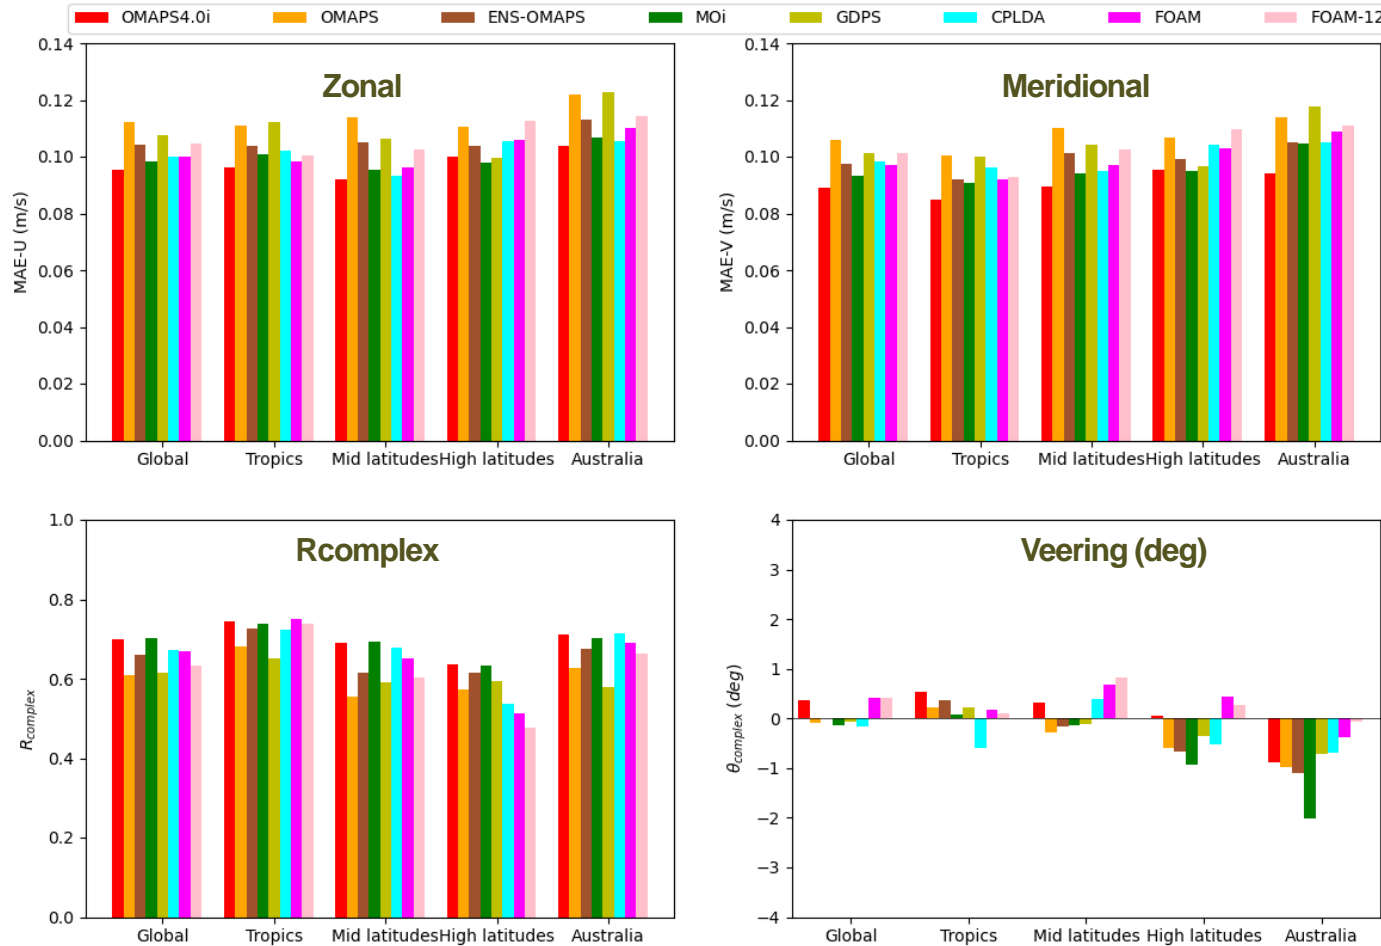 OMAPS4.0i OMAPS ENS-OMAPS MOi GDPS CPLDA FOAM FOAM-12
Zonal
MAE-U (m/s)
0.14
0.12
0.10
0.08
0.06
0.04
0.02
0.00
Global Tropics Mid latitudes High latitudes Australia
Meridional
MAE-V (m/s)
0.14
0.12
0.10
0.08
0.06
0.04
0.02
0.00
Global Tropics Mid latitudes High latitudes Australia
Rcomplex
Rcomplex
1.0
0.8
0.6
0.4
0.2
0.0
Global Tropics Mid latitudes High latitudes Australia
Veering (deg)
θcomplex (deg)
4
3
2
1
0
−1
−2
−3
−4
Global Tropics Mid latitudes High latitudes Australia